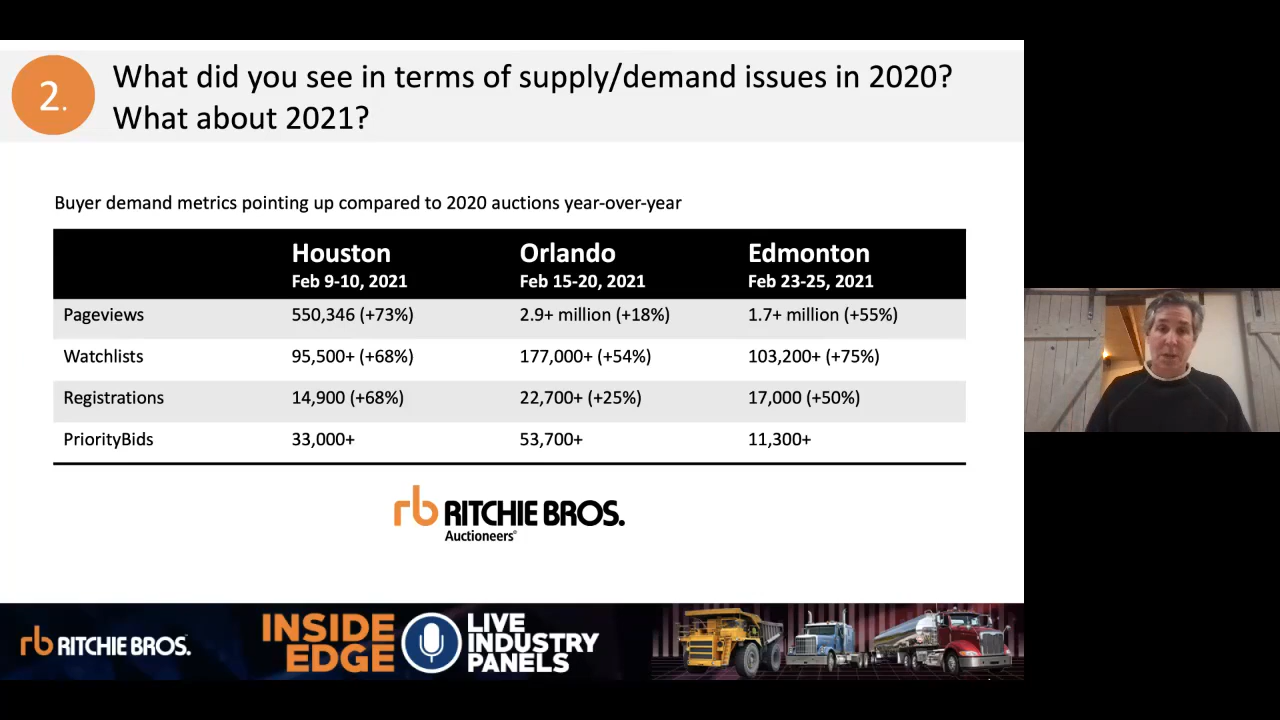 2.
What did you see in terms of supply/demand issues in 2020?
What about 2021?
Buyer demand metrics pointing up compared to 2020 auctions year-over-year
Houston Orlando Edmonton
Feb 9-10, 2021 Feb 15-20, 2021 Feb 23-25, 2021
Pageviews 550,346 (+73%) 2.9+ million (+18%) 1.7+ million (+55%)
Watchlists 95,500+ (+68%) 177,000+ (+54%) 103,200+ (+75%)
Registrations 14,900 (+68%) 22,700+ (+25%) 17,000 (+50%)
PriorityBids 33,000+ 53,700+ 11,300+
rb RITCHIE BROS.
Auctioneers®
rb RITCHIE BROS.
INSIDE
EDGE
LIVE
INDUSTRY
PANELS